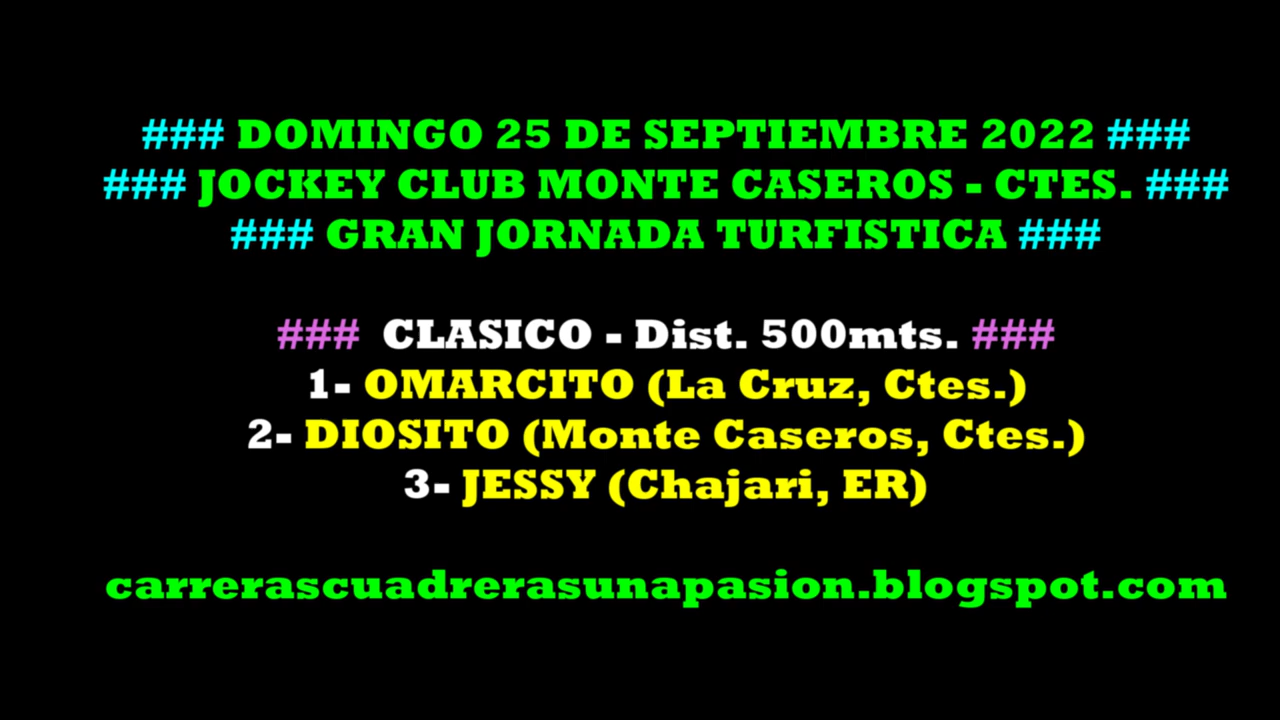 ### DOMINGO 25 DE SEPTIEMBRE 2022 ###
### JOCKEY CLUB MONTE CASEROS - CTES. ###
### GRAN JORNADA TURFISTICA ###
### CLASICO - Dist. 500mts. ###
1- OMARCITO (La Cruz, Ctes.)
2- DIOSITO (Monte Caseros, Ctes.)
3- JESSY (Chajari, ER)
carrerascuadrerasunapasion.blogspot.com